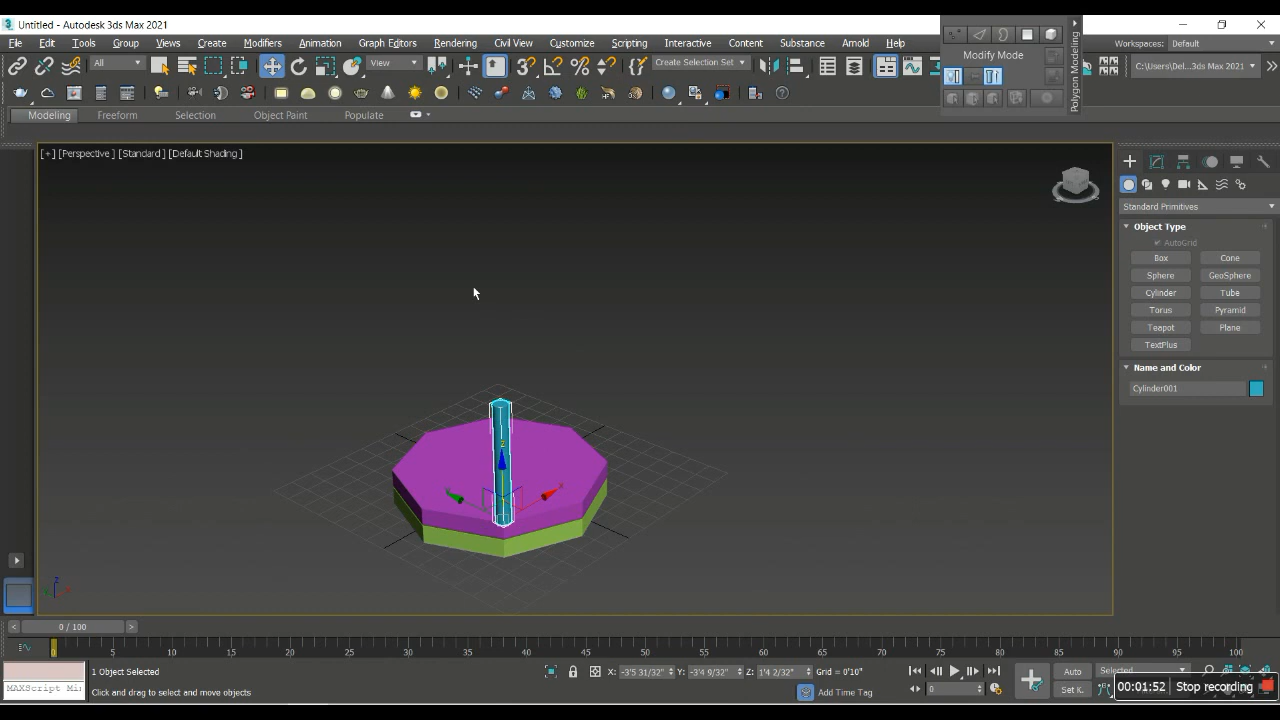 Untitled - Autodesk 3ds Max 2021
File Edit Tools Group Views Create Modifiers Animation Graph Editors Rendering Civil View Customize Scripting Interactive Content Substance Arnold Help
Workspaces: Default
Modify Mode
Polygon Modeling
All
View
Create Selection Set
C:\Users\Del...3ds Max 2021
Modeling Freeform Selection Object Paint Populate
[+] [Perspective ] [Standard ] [Default Shading ]
Standard Primitives
Object Type
AutoGrid
Box Cone
Sphere GeoSphere
Cylinder Tube
Torus Pyramid
Teapot Plane
TextPlus
Name and Color
Cylinder001
0 / 100
0 5 10 15 20 25 30 35 40 45 50 55 60 65 70 75 80 85 90 95 100
1 Object Selected
X: -3'5 31/32" Y: -3'4 9/32" Z: 1'4 2/32" Grid = 0'10"
Auto Selected
MAXScript Mi
Click and drag to select and move objects
Add Time Tag
0
Set K.
00:01:52 Stop recording